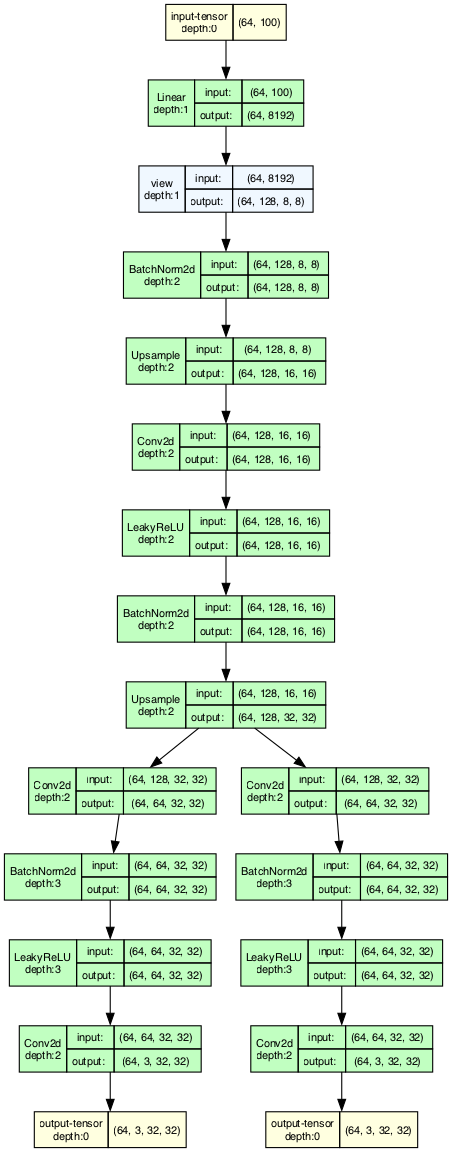 input-tensor
depth:0
(64, 100)
Linear
depth:1
input:
(64, 100)
output:
(64, 8192)
view
depth:1
input:
(64, 8192)
output:
(64, 128, 8, 8)
BatchNorm2d
depth:2
input:
(64, 128, 8, 8)
output:
(64, 128, 8, 8)
Upsample
depth:2
input:
(64, 128, 8, 8)
output:
(64, 128, 16, 16)
Conv2d
depth:2
input:
(64, 128, 16, 16)
output:
(64, 128, 16, 16)
LeakyReLU
depth:2
input:
(64, 128, 16, 16)
output:
(64, 128, 16, 16)
BatchNorm2d
depth:2
input:
(64, 128, 16, 16)
output:
(64, 128, 16, 16)
Upsample
depth:2
input:
(64, 128, 16, 16)
output:
(64, 128, 32, 32)
Conv2d
depth:2
input:
(64, 128, 32, 32)
output:
(64, 64, 32, 32)
Conv2d
depth:2
input:
(64, 128, 32, 32)
output:
(64, 64, 32, 32)
BatchNorm2d
depth:3
input:
(64, 64, 32, 32)
output:
(64, 64, 32, 32)
BatchNorm2d
depth:3
input:
(64, 64, 32, 32)
output:
(64, 64, 32, 32)
LeakyReLU
depth:3
input:
(64, 64, 32, 32)
output:
(64, 64, 32, 32)
LeakyReLU
depth:3
input:
(64, 64, 32, 32)
output:
(64, 64, 32, 32)
Conv2d
depth:2
input:
(64, 64, 32, 32)
output:
(64, 3, 32, 32)
Conv2d
depth:2
input:
(64, 64, 32, 32)
output:
(64, 3, 32, 32)
output-tensor
depth:0
(64, 3, 32, 32)
output-tensor
depth:0
(64, 3, 32, 32)